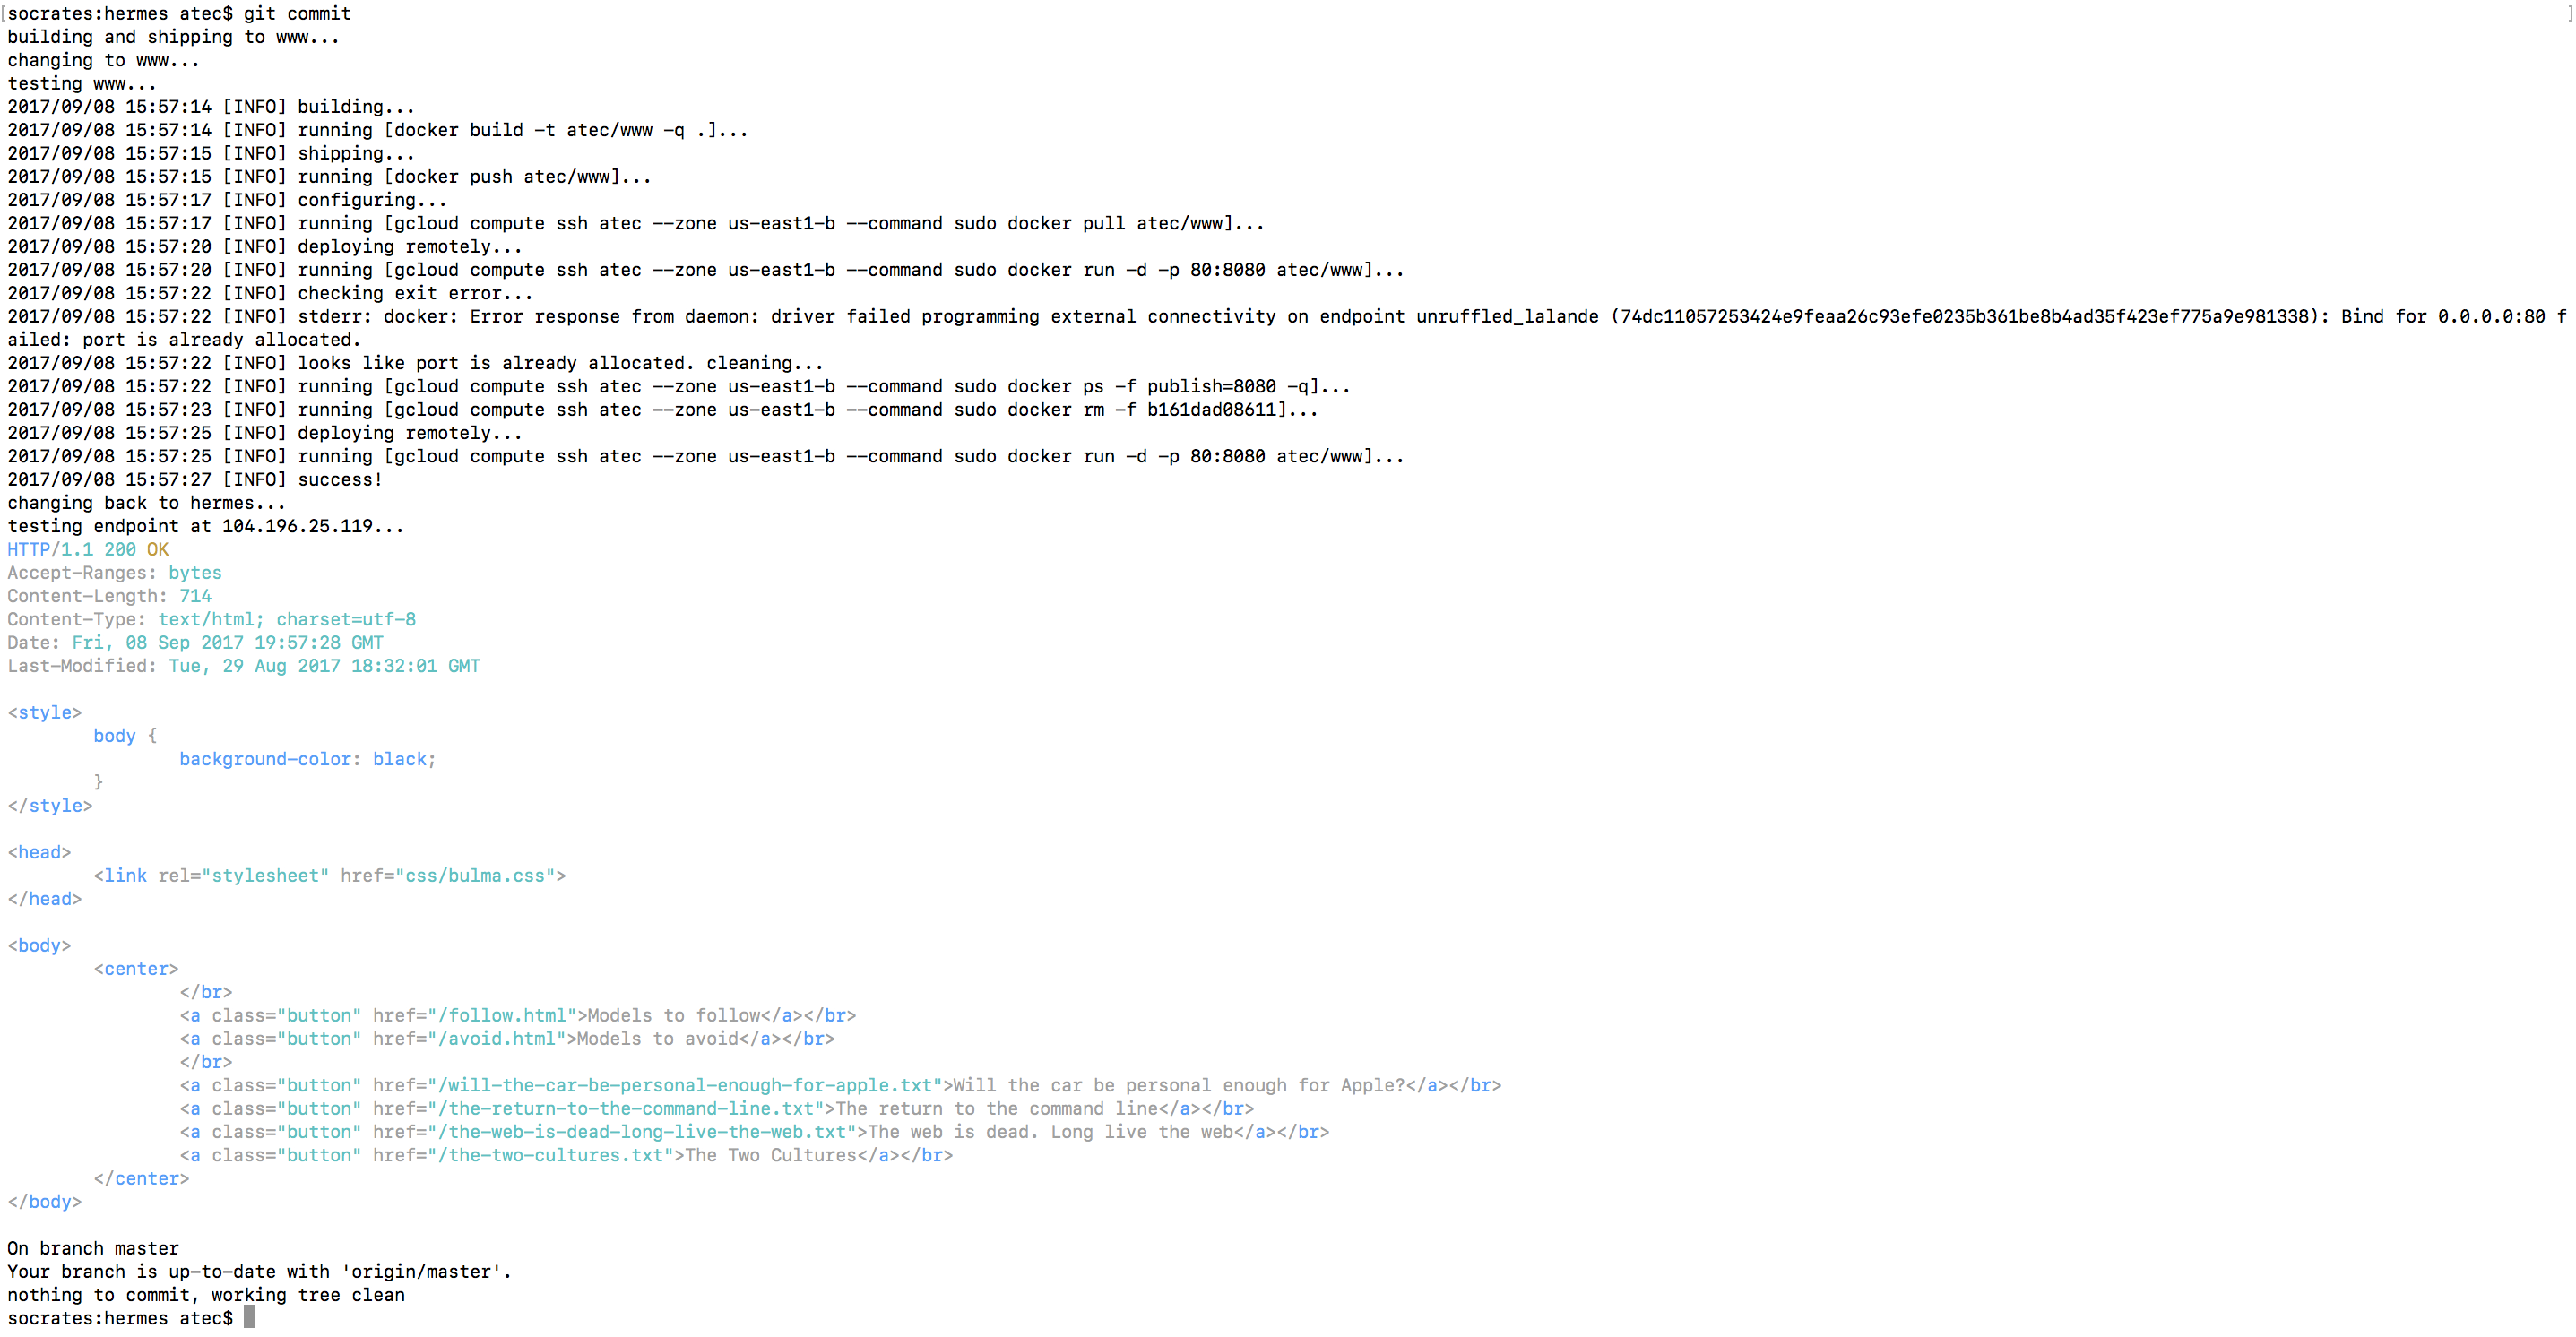 [socrates:hermes atec$ git commit ]
building and shipping to www...
changing to www...
testing www...
2017/09/08 15:57:14 [INFO] building...
2017/09/08 15:57:14 [INFO] running [docker build -t atec/www -q .]...
2017/09/08 15:57:15 [INFO] shipping...
2017/09/08 15:57:15 [INFO] running [docker push atec/www]...
2017/09/08 15:57:17 [INFO] configuring...
2017/09/08 15:57:17 [INFO] running [gcloud compute ssh atec --zone us-east1-b --command sudo docker pull atec/www]...
2017/09/08 15:57:20 [INFO] deploying remotely...
2017/09/08 15:57:20 [INFO] running [gcloud compute ssh atec --zone us-east1-b --command sudo docker run -d -p 80:8080 atec/www]...
2017/09/08 15:57:22 [INFO] checking exit error...
2017/09/08 15:57:22 [INFO] stderr: docker: Error response from daemon: driver failed programming external connectivity on endpoint unruffled_lalande (74dc11057253424e9feaa26c93efe0235b361be8b4ad35f423ef775a9e981338): Bind for 0.0.0.0:80 f
ailed: port is already allocated.
2017/09/08 15:57:22 [INFO] looks like port is already allocated. cleaning...
2017/09/08 15:57:22 [INFO] running [gcloud compute ssh atec --zone us-east1-b --command sudo docker ps -f publish=8080 -q]...
2017/09/08 15:57:23 [INFO] running [gcloud compute ssh atec --zone us-east1-b --command sudo docker rm -f b161dad08611]...
2017/09/08 15:57:25 [INFO] deploying remotely...
2017/09/08 15:57:25 [INFO] running [gcloud compute ssh atec --zone us-east1-b --command sudo docker run -d -p 80:8080 atec/www]...
2017/09/08 15:57:27 [INFO] success!
changing back to hermes...
testing endpoint at 104.196.25.119...
HTTP/1.1 200 OK
Accept-Ranges: bytes
Content-Length: 714
Content-Type: text/html; charset=utf-8
Date: Fri, 08 Sep 2017 19:57:28 GMT
Last-Modified: Tue, 29 Aug 2017 18:32:01 GMT

<style>
        body {
                background-color: black;
        }
</style>

<head>
        <link rel="stylesheet" href="css/bulma.css">
</head>

<body>
        <center>
                </br>
                <a class="button" href="/follow.html">Models to follow</a></br>
                <a class="button" href="/avoid.html">Models to avoid</a></br>
                </br>
                <a class="button" href="/will-the-car-be-personal-enough-for-apple.txt">Will the car be personal enough for Apple?</a></br>
                <a class="button" href="/the-return-to-the-command-line.txt">The return to the command line</a></br>
                <a class="button" href="/the-web-is-dead-long-live-the-web.txt">The web is dead. Long live the web</a></br>
                <a class="button" href="/the-two-cultures.txt">The Two Cultures</a></br>
        </center>
</body>

On branch master
Your branch is up-to-date with 'origin/master'.
nothing to commit, working tree clean
socrates:hermes atec$